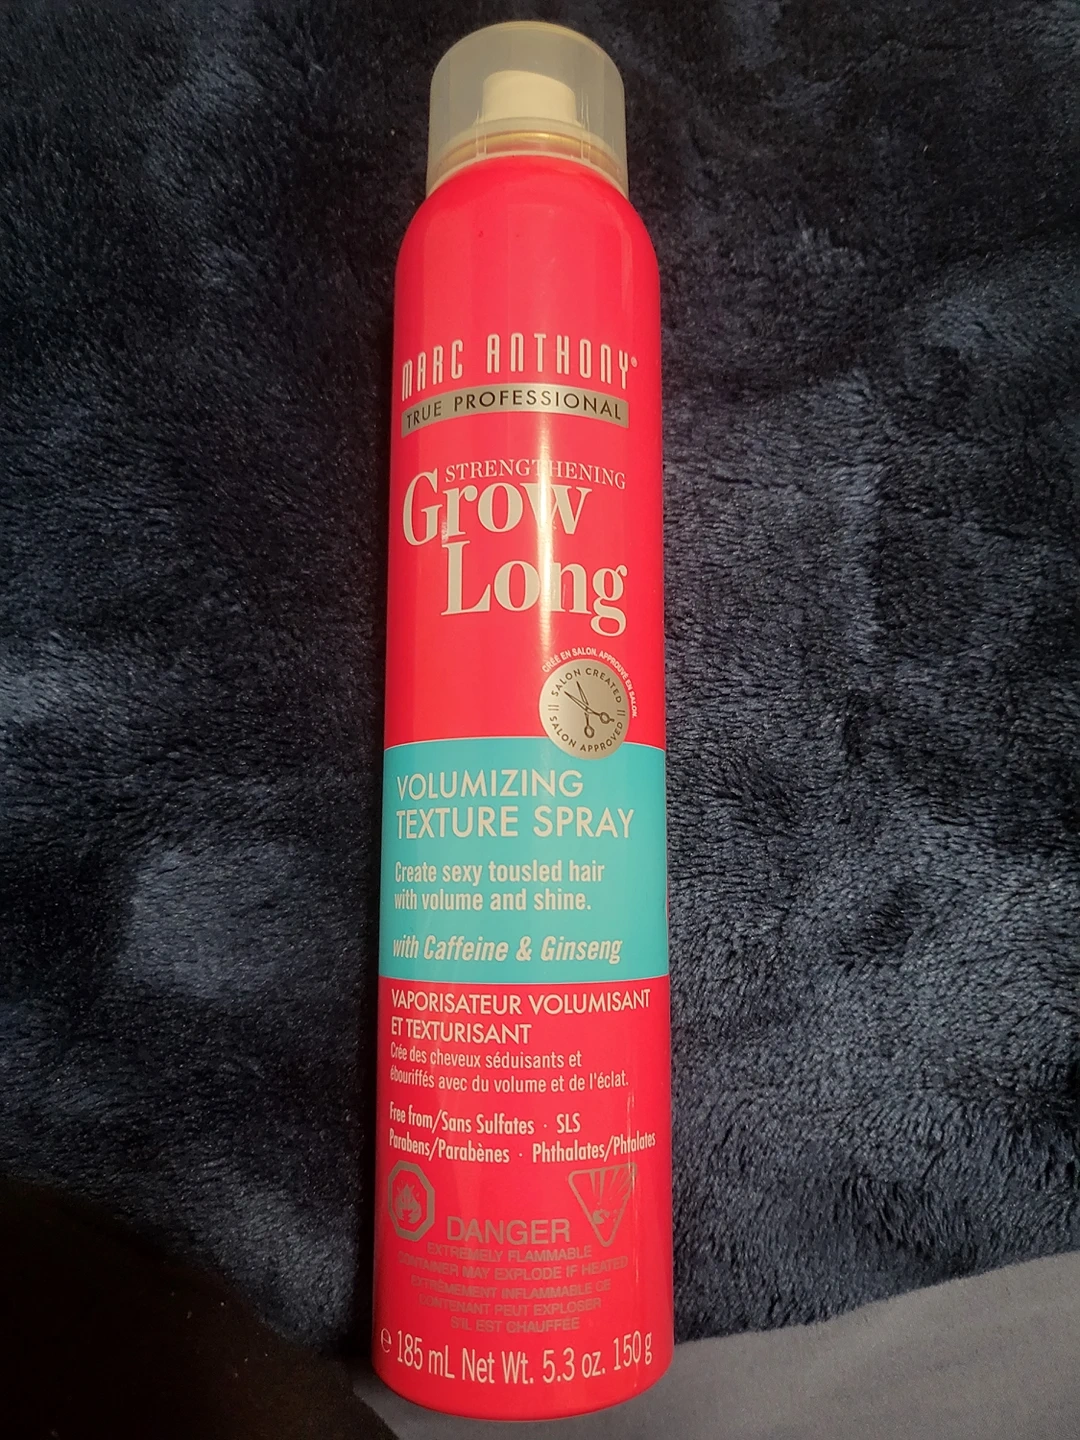 MARC ANTHONY®
TRUE PROFESSIONAL
STRENGTHENING
Grow
Long
CRÉÉ EN SALON. APPROUVÉ EN SALON.
SALON CREATED
SALON APPROVED
VOLUMIZING
TEXTURE SPRAY
Create sexy tousled hair
with volume and shine.
with Caffeine & Ginseng
VAPORISATEUR VOLUMISANT
ET TEXTURISANT
Crée des cheveux séduisants et
ébouriffés avec du volume et de l'éclat.
Free from/Sans Sulfates · SLS
Parabens/Parabènes · Phthalates/Phtalates
DANGER
EXTREMELY FLAMMABLE
CONTAINER MAY EXPLODE IF HEATED
EXTRÊMEMENT INFLAMMABLE CE
CONTENANT PEUT EXPLOSER
S'IL EST CHAUFFÉE
℮ 185 mL Net Wt. 5.3 oz. 150 g